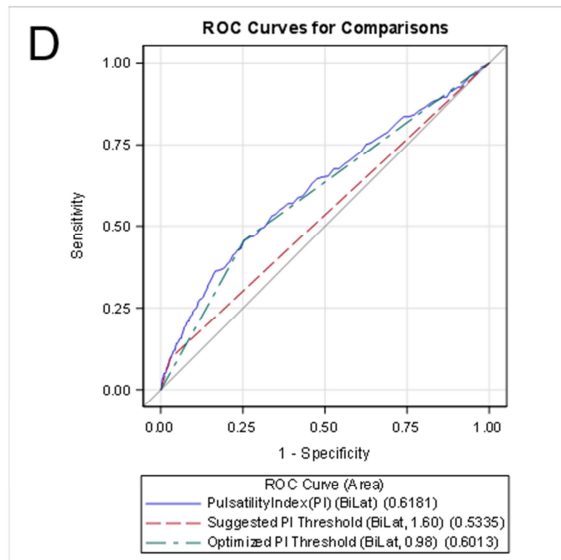 D
ROC Curves for Comparisons
1.00
0.75
0.50
0.25
0.00
Sensitivity
0.00 0.25 0.50 0.75 1.00
1 - Specificity
ROC Curve (Area)
PulsatilityIndex(PI) (BiLat) (0.6181)
Suggested PI Threshold (BiLat, 1.60) (0.5335)
Optimized PI Threshold (BiLat, 0.98) (0.6013)